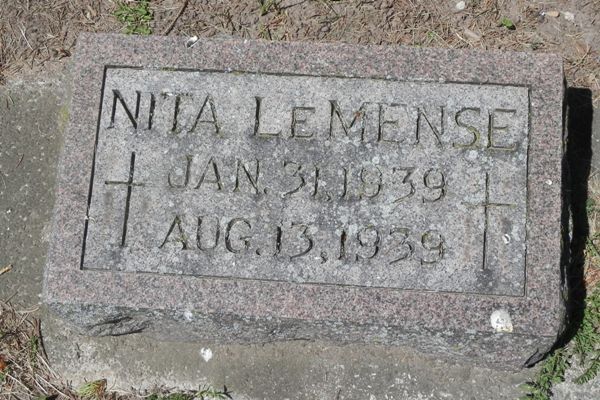 NITA LEMENSE
JAN. 31, 1939
AUG. 13, 1939